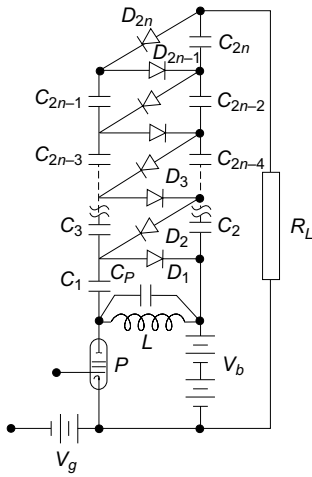 D2n
C2n
D2n–1
C2n–1
C2n–2
C2n–3
C2n–4
D3
C3
D2
C2
RL
C1
CP
D1
L
P
Vb
Vg